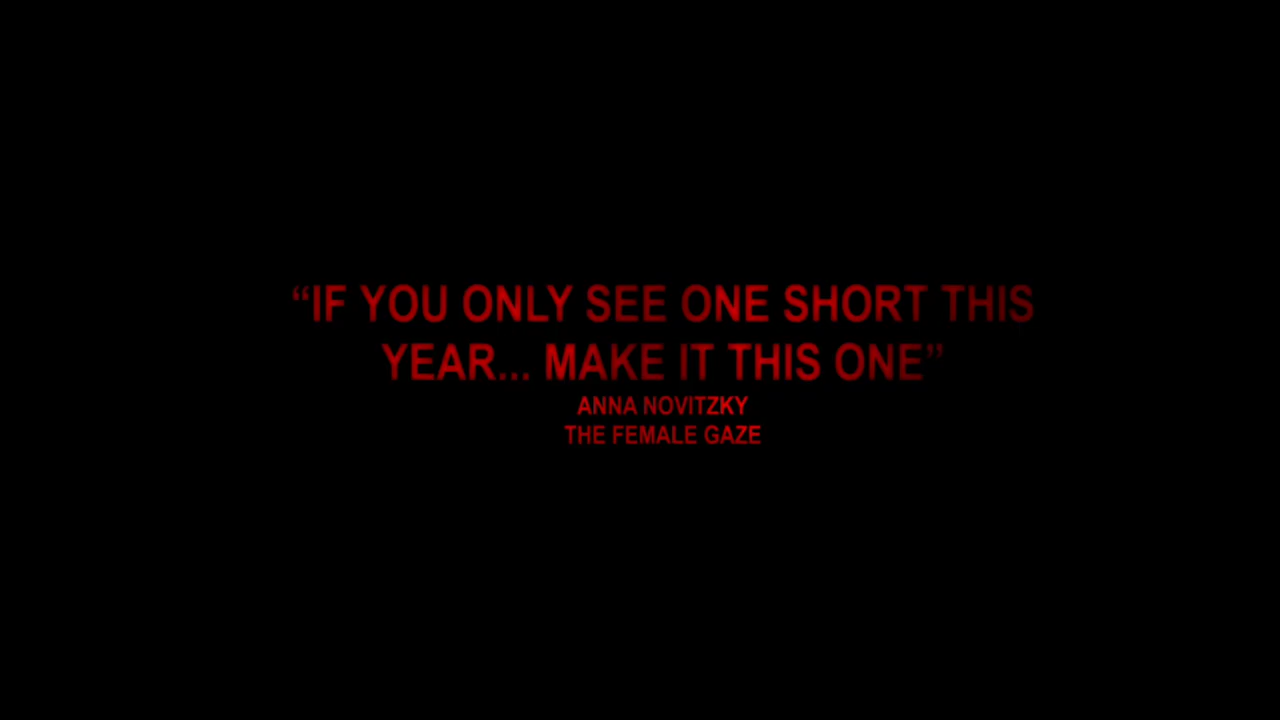 “IF YOU ONLY SEE ONE SHORT THIS
YEAR... MAKE IT THIS ONE”
ANNA NOVITZKY
THE FEMALE GAZE